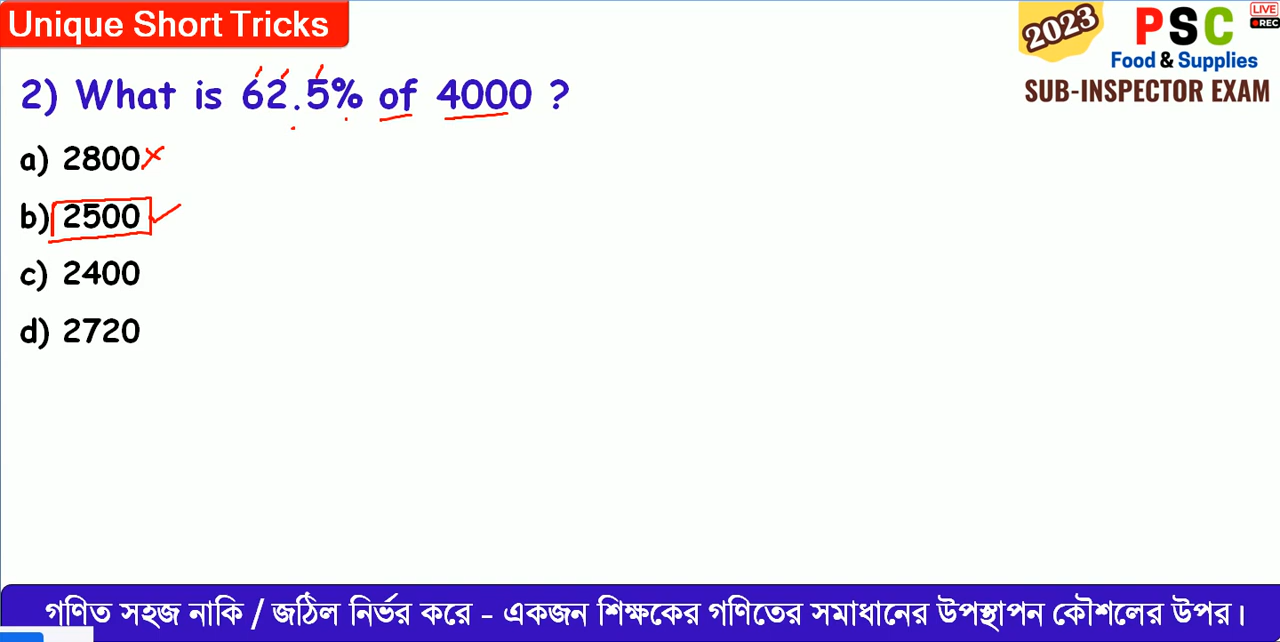 Unique Short Tricks
2023
PSC
LIVE
REC
Food & Supplies
SUB-INSPECTOR EXAM
2) What is 62.5% of 4000 ?
a) 2800
b) 2500
c) 2400
d) 2720
গণিত সহজ নাকি / জঠিল নির্ভর করে - একজন শিক্ষকের গণিতের সমাধানের উপস্থাপন কৌশলের উপর।